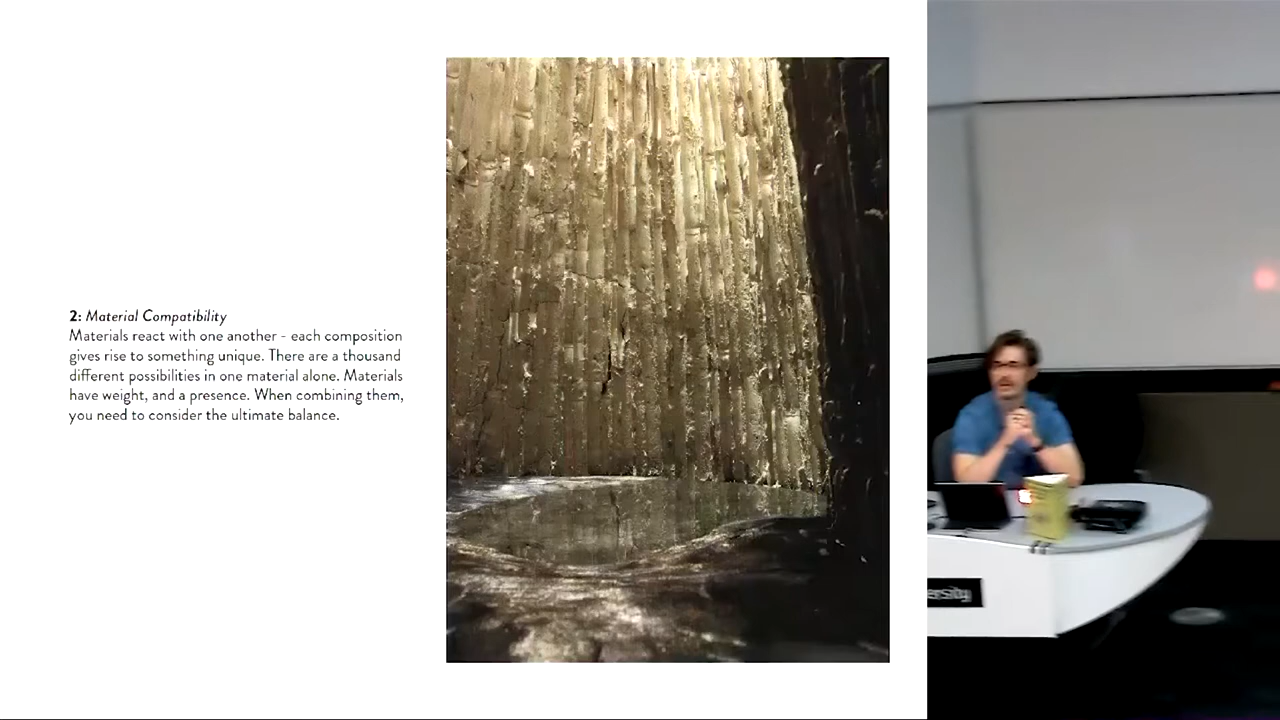 2: Material Compatibility
Materials react with one another - each composition
gives rise to something unique. There are a thousand
different possibilities in one material alone. Materials
have weight, and a presence. When combining them,
you need to consider the ultimate balance.
ersity